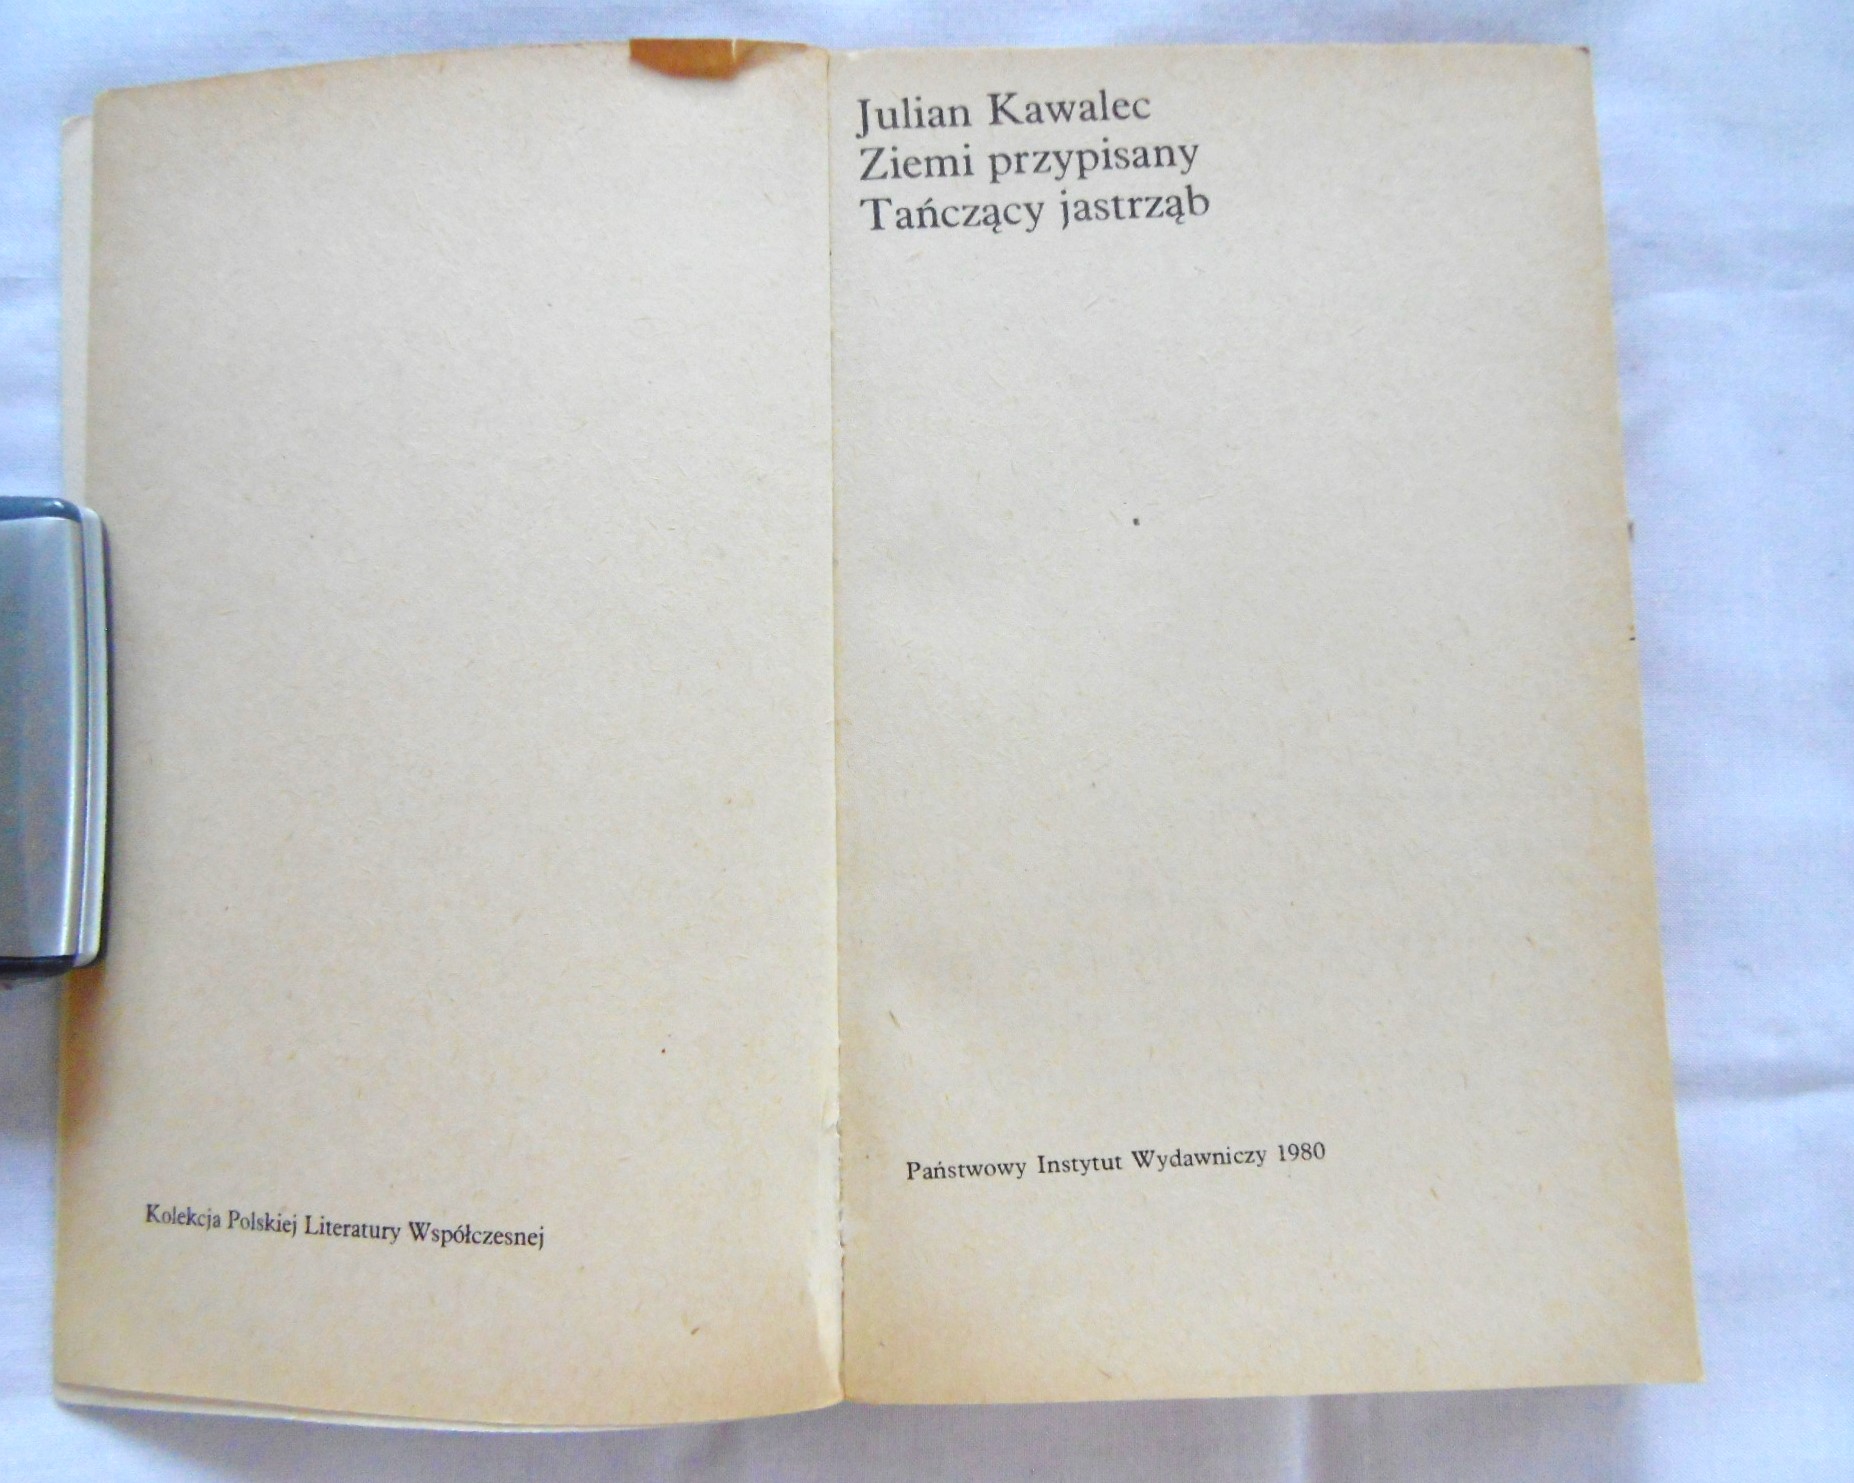 Kolekcja Polskiej Literatury Współczesnej
Julian Kawalec
Ziemi przypisany
Tańczący jastrząb
Państwowy Instytut Wydawniczy 1980